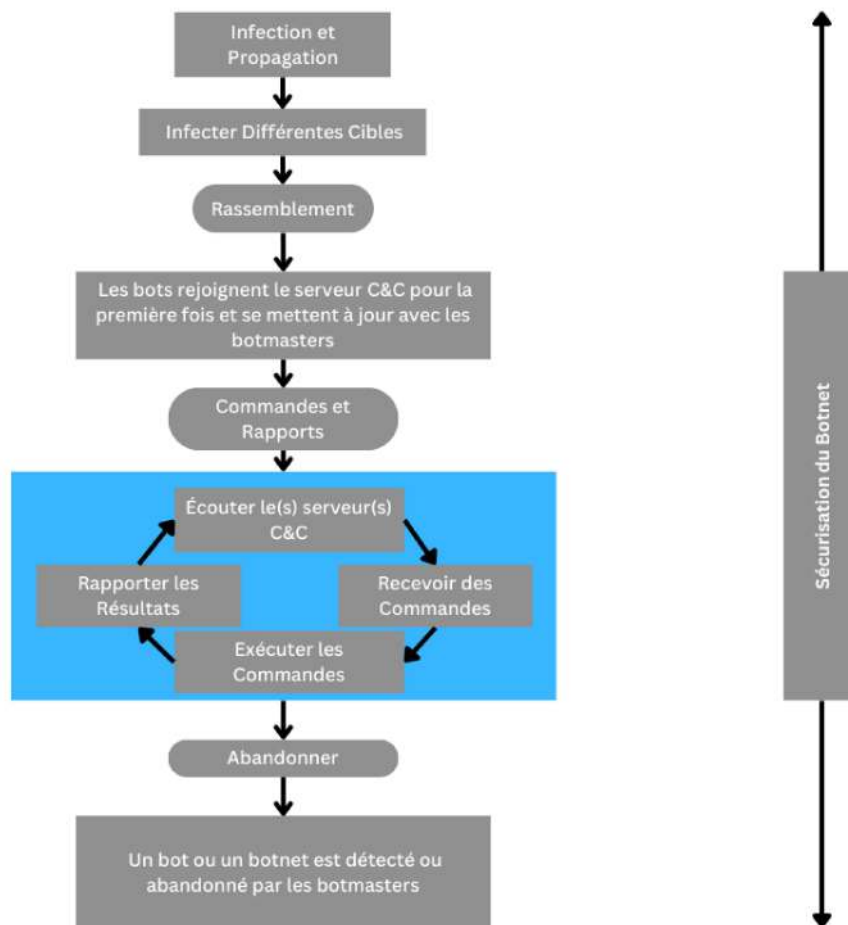 Infection et
Propagation
Infecter Différentes Cibles
Rassemblement
Les bots rejoignent le serveur C&C pour la
première fois et se mettent à jour avec les
botmasters
Commandes et
Rapports
Écouter le(s) serveur(s)
C&C
Rapporter les
Résultats
Recevoir des
Commandes
Exécuter les
Commandes
Abandonner
Un bot ou un botnet est détecté ou
abandonné par les botmasters
Sécurisation du Botnet